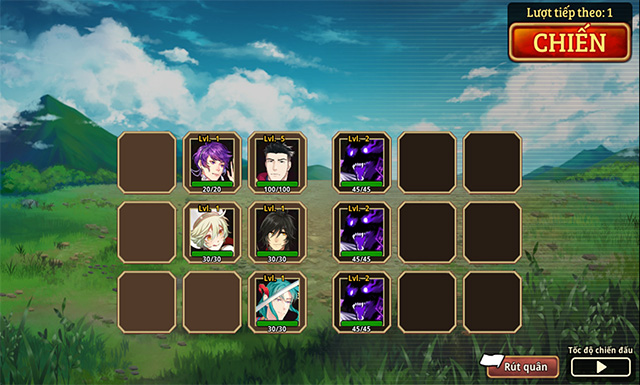 Lượt tiếp theo: 1
CHIẾN
Lvl. 1
Lvl. 5
Lvl. 2
20/20
100/100
45/45
Lvl. 1
Lvl. 1
Lvl. 2
30/30
30/30
45/45
Lvl. 1
Lvl. 2
30/30
45/45
Tốc độ chiến đấu
Rút quân